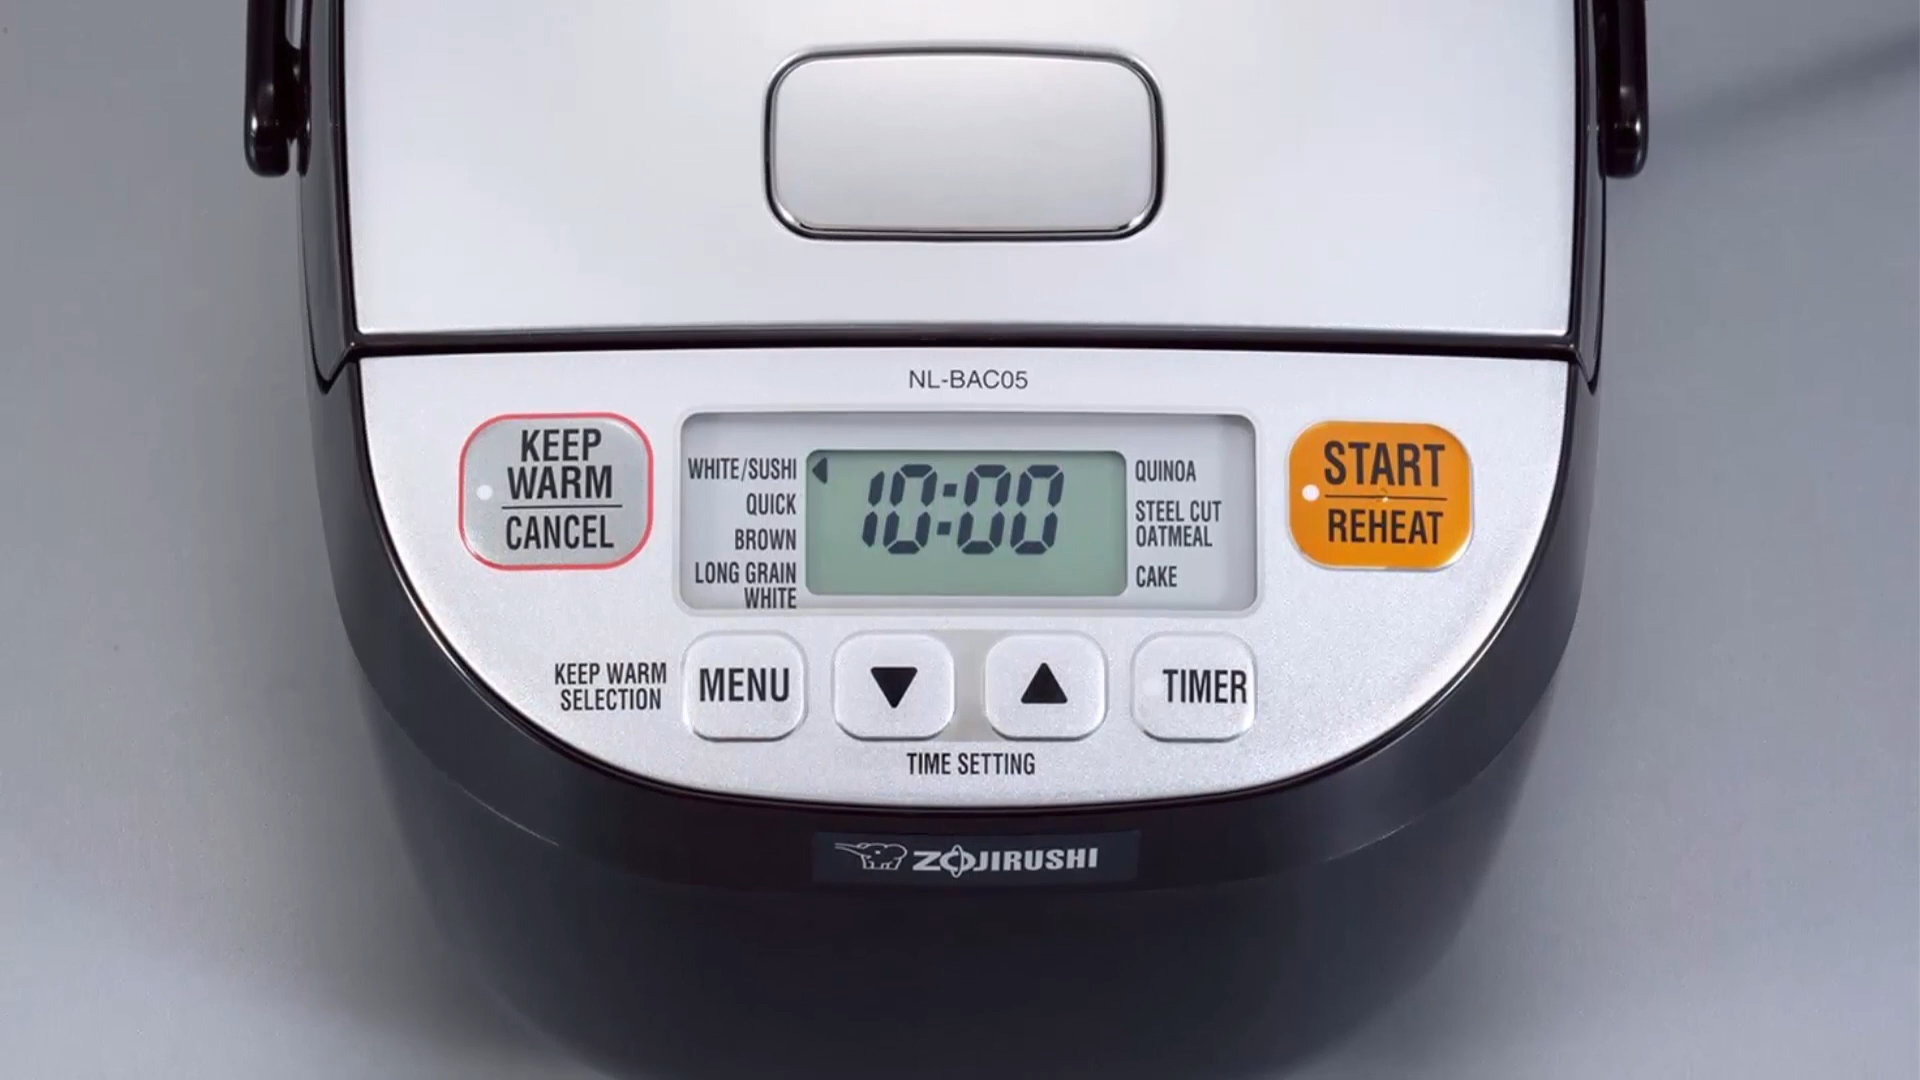 NL-BAC05
KEEP
WARM
CANCEL
WHITE/SUSHI
QUICK
BROWN
LONG GRAIN
WHITE
10:00
QUINOA
STEEL CUT
OATMEAL
CAKE
START
REHEAT
KEEP WARM
SELECTION
MENU
TIMER
TIME SETTING
ZOJIRUSHI